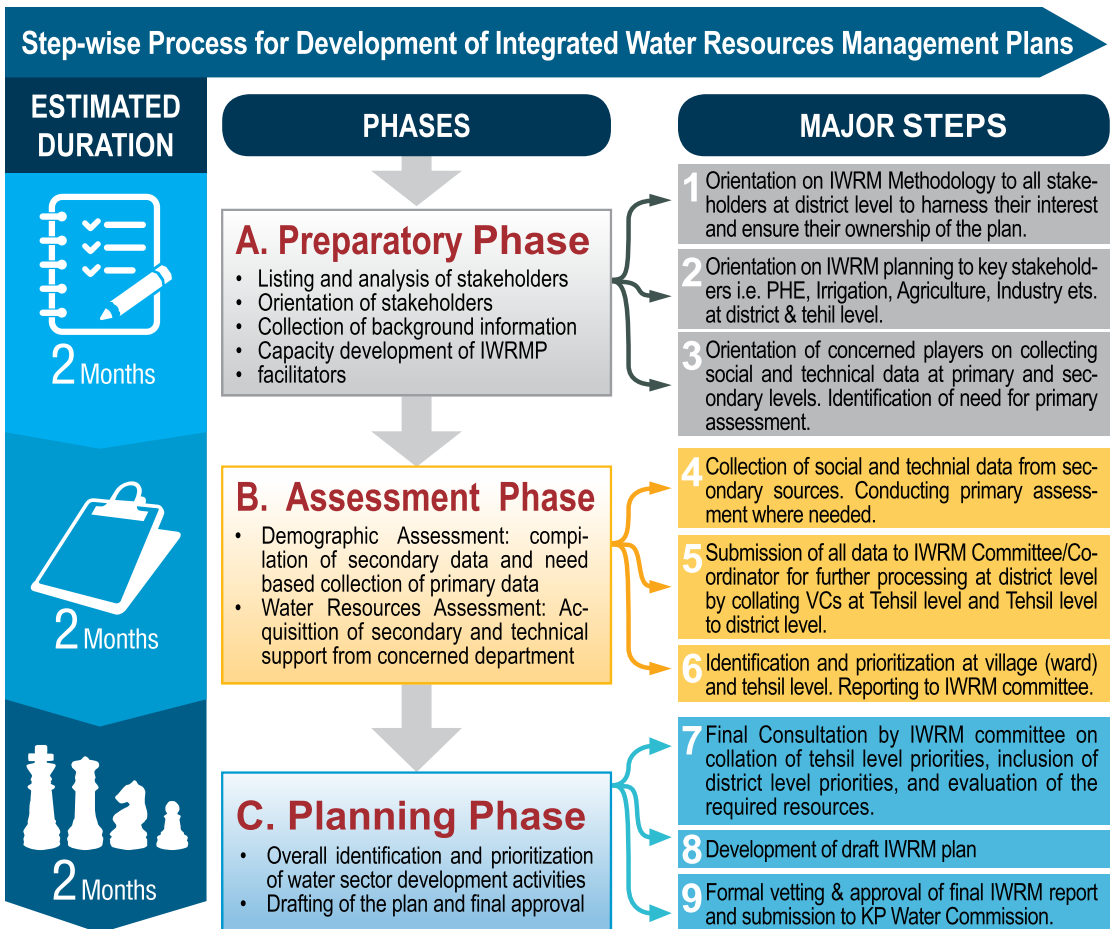 Step-wise Process for Development of Integrated Water Resources Management Plans
ESTIMATED
DURATION
PHASES
MAJOR STEPS
2 Months
A. Preparatory Phase
• Listing and analysis of stakeholders
• Orientation of stakeholders
• Collection of background information
• Capacity development of IWRMP
• facilitators
1 Orientation on IWRM Methodology to all stake-
holders at district level to harness their interest
and ensure their ownership of the plan.
2 Orientation on IWRM planning to key stakehold-
ers i.e. PHE, Irrigation, Agriculture, Industry ets.
at district & tehil level.
3 Orientation of concerned players on collecting
social and technical data at primary and sec-
ondary levels. Identification of need for primary
assessment.
2 Months
B. Assessment Phase
• Demographic Assessment: compi-
lation of secondary data and need
based collection of primary data
• Water Resources Assessment: Ac-
quisittion of secondary and technical
support from concerned department
4 Collection of social and technial data from sec-
ondary sources. Conducting primary assess-
ment where needed.
5 Submission of all data to IWRM Committee/Co-
ordinator for further processing at district level
by collating VCs at Tehsil level and Tehsil level
to district level.
6 Identification and prioritization at village (ward)
and tehsil level. Reporting to IWRM committee.
2 Months
C. Planning Phase
• Overall identification and prioritization
of water sector development activities
• Drafting of the plan and final approval
7 Final Consultation by IWRM committee on
collation of tehsil level priorities, inclusion of
district level priorities, and evaluation of the
required resources.
8 Development of draft IWRM plan
9 Formal vetting & approval of final IWRM report
and submission to KP Water Commission.